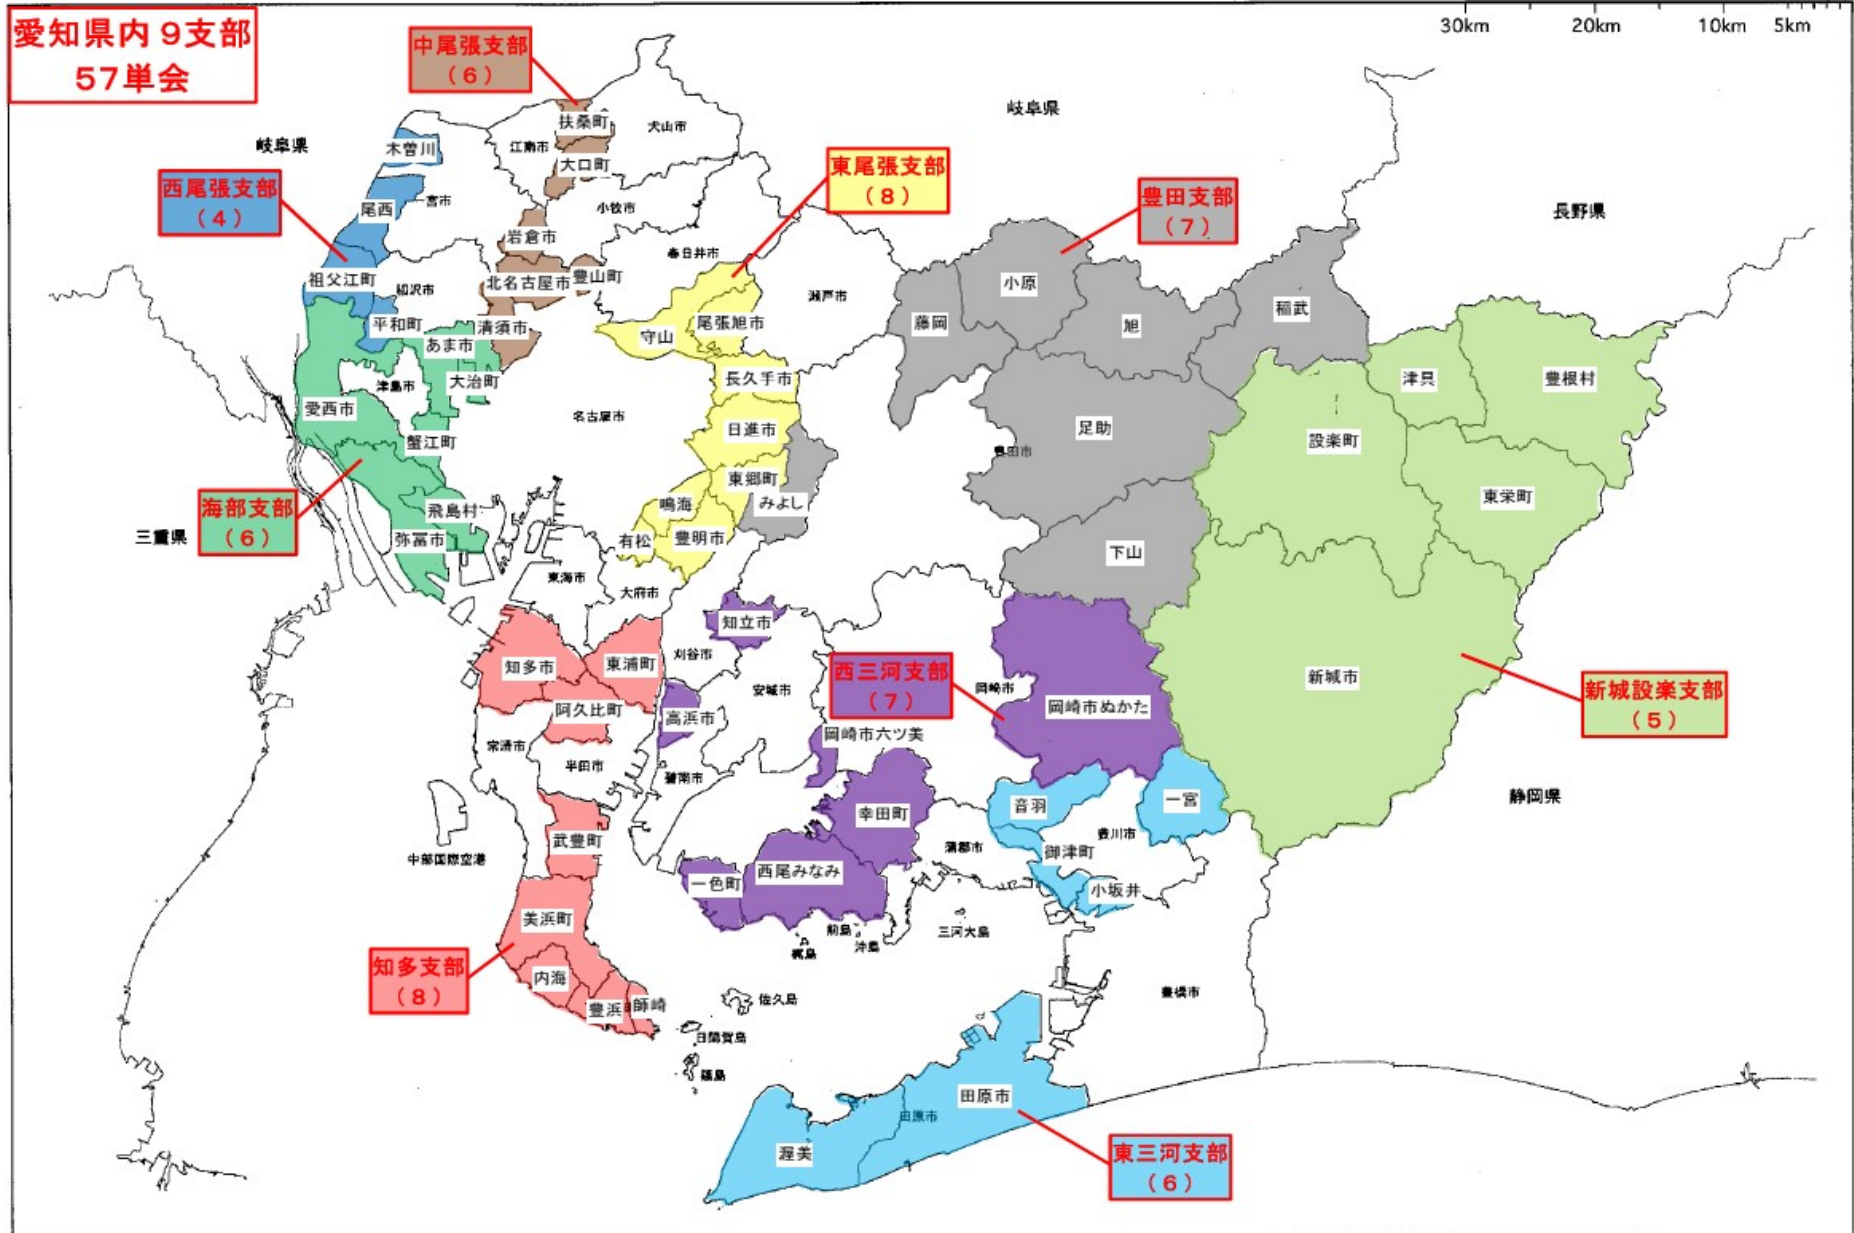 愛知県内９支部
57単会
30km
20km
10km
5km
中尾張支部
（６）
岐阜県
岐阜県
扶桑町
犬山市
江南市
木曽川
大口町
西尾張支部
（４）
東尾張支部
（８）
豊田支部
（７）
長野県
尾西
一宮市
小牧市
岩倉市
春日井市
祖父江町
稲沢市
北名古屋市
豊山町
瀬戸市
小原
稲武
平和町
清須市
守山
尾張旭市
藤岡
旭
あま市
津島市
大治町
長久手市
津具
豊根村
愛西市
名古屋市
日進市
足助
設楽町
蟹江町
豊田市
東郷町
みよし
東栄町
海部支部
（６）
飛島村
鳴海
三重県
弥冨市
有松
豊明市
下山
東海市
大府市
知立市
知多市
東浦町
刈谷市
西三河支部
（７）
安城市
岡崎市
岡崎市ぬかた
新城市
新城設楽支部
（５）
阿久比町
高浜市
岡崎市六ツ美
常滑市
半田市
碧南市
音羽
一宮
静岡県
幸田町
武豊町
豊川市
蒲郡市
御津町
中部国際空港
西尾みなみ
一色町
小坂井
美浜町
前島
沖島
三河大島
梶島
知多支部
（８）
内海
豊浜
師崎
佐久島
豊橋市
日間賀島
篠島
田原市
田原市
渥美
東三河支部
（６）